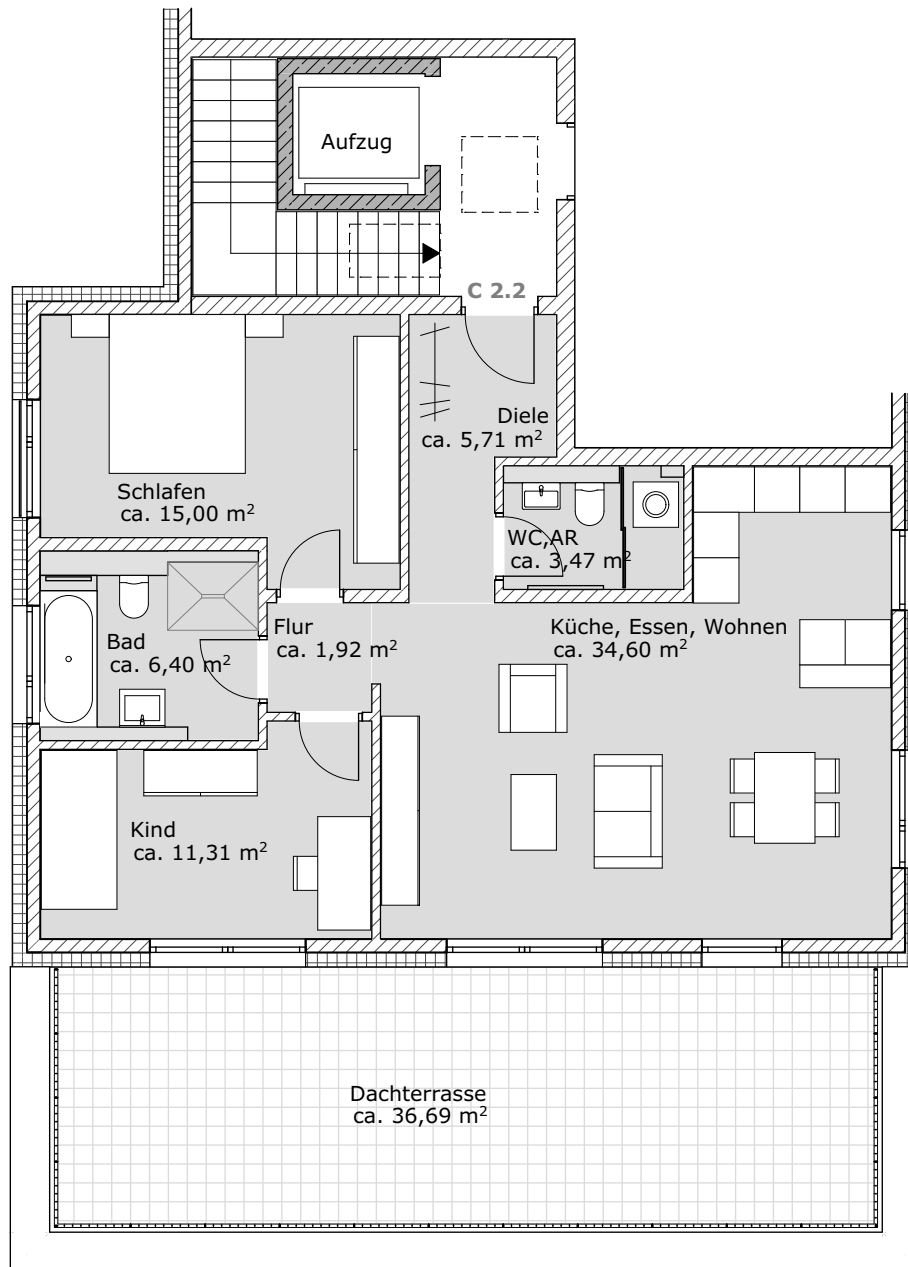 Aufzug
C 2.2
Diele
ca. 5,71 m²
Schlafen
ca. 15,00 m²
WC,AR
ca. 3,47 m²
Flur
ca. 1,92 m²
Küche, Essen, Wohnen
ca. 34,60 m²
Bad
ca. 6,40 m²
Kind
ca. 11,31 m²
Dachterrasse
ca. 36,69 m²